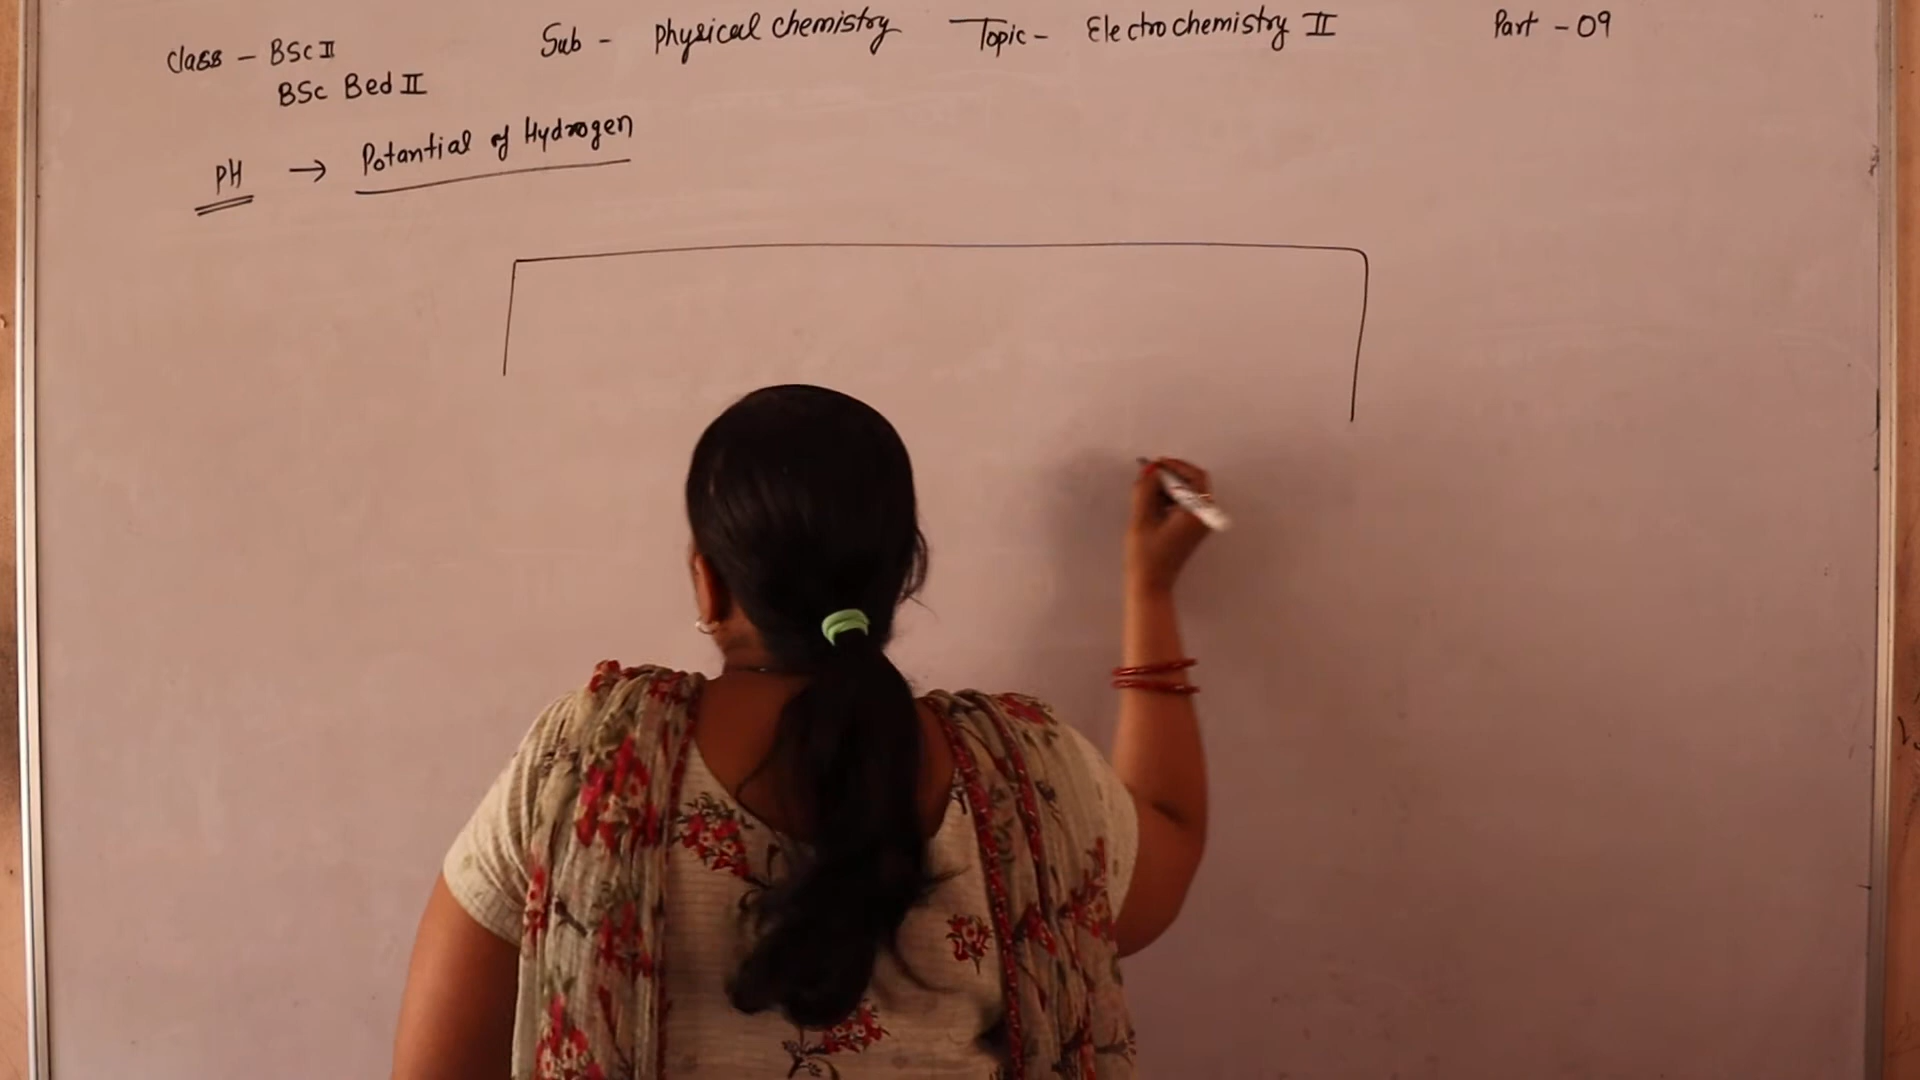 Class - BSc II Sub - Physical chemistry Topic - Electrochemistry II Part - 09
BSc Bed II
PH → Potantial of Hydrogen